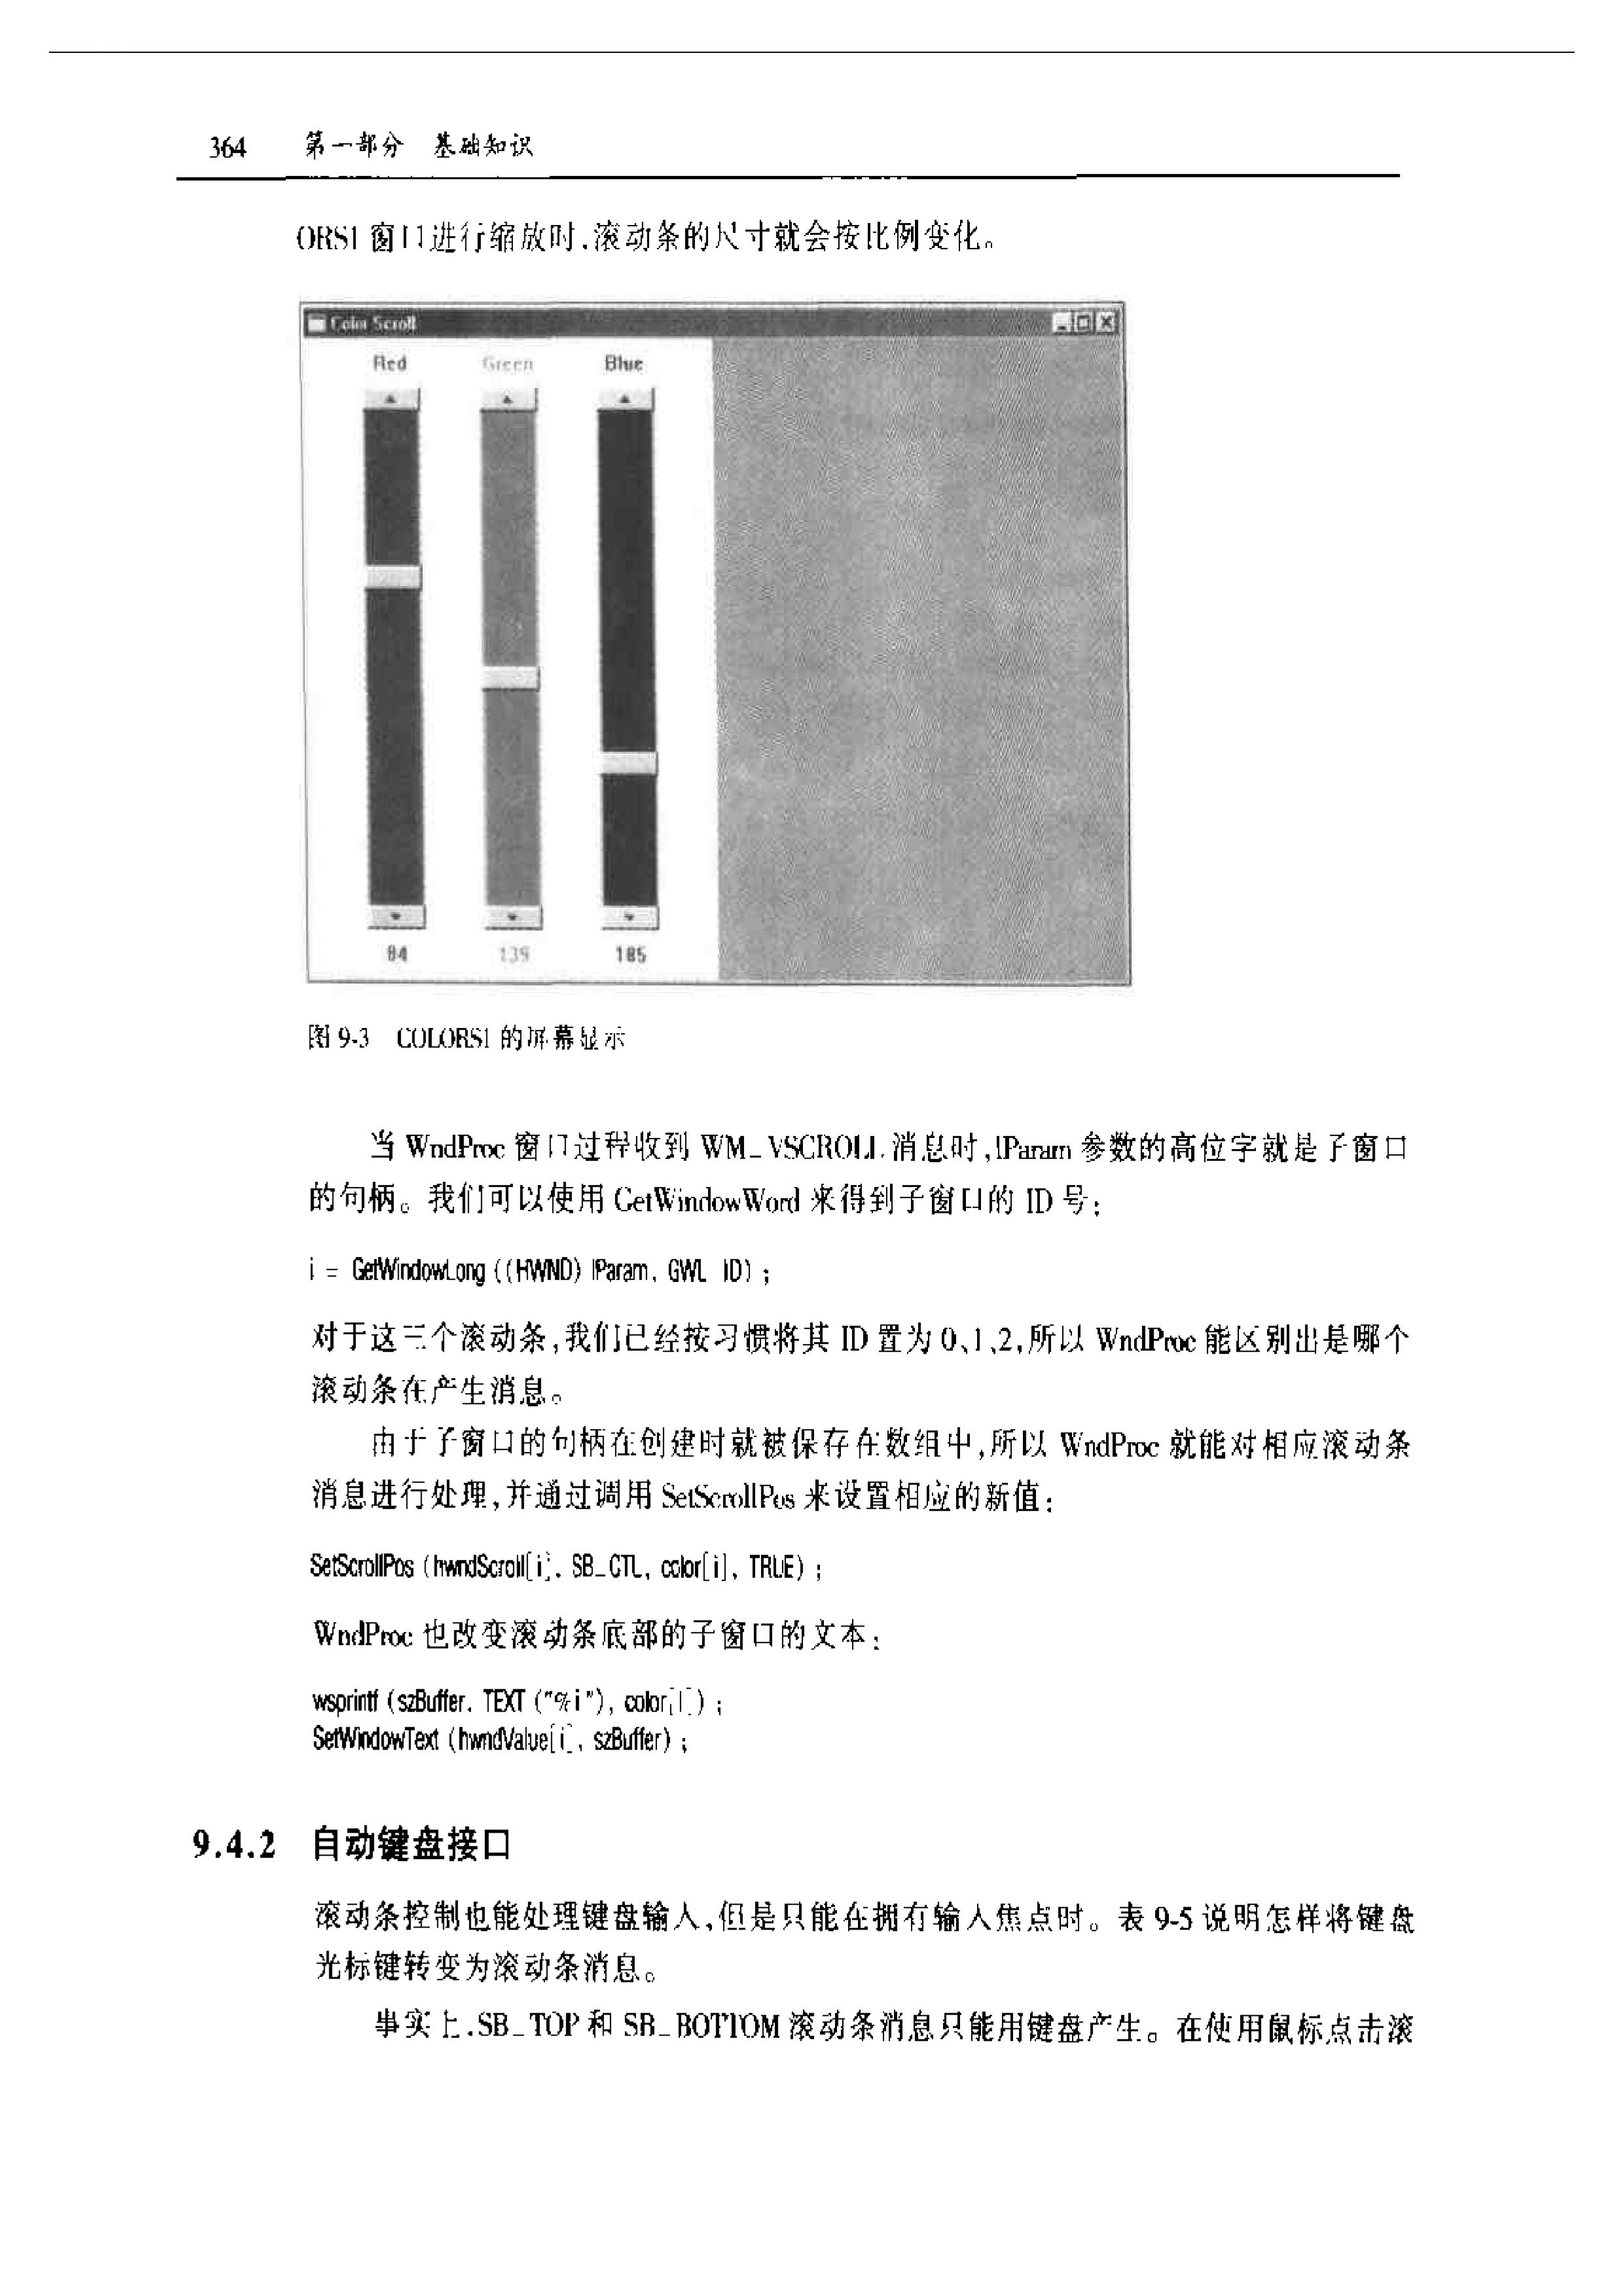 364 第一部分 基础知识
ORS1 窗口进行缩放时,滚动条的尺寸就会按比例变化。
Color Scroll
Red Green Blue
84 139 185
图 9-3 COLORS1 的屏幕显示
当 WndProc 窗口过程收到 WM_VSCROLL 消息时,lParam 参数的高位字就是子窗口
的句柄。我们可以使用 GetWindowWord 来得到子窗口的 ID 号:
i = GetWindowLong ((HWND) lParam, GWL ID) ;
对于这三个滚动条,我们已经按习惯将其 ID 置为 0、1、2,所以 WndProc 能区别出是哪个
滚动条在产生消息。
由于子窗口的句柄在创建时就被保存在数组中,所以 WndProc 就能对相应滚动条
消息进行处理,并通过调用 SetScrollPos 来设置相应的新值:
SetScrollPos (hwndScroll[i], SB_CTL, color[i], TRUE) ;
WndProc 也改变滚动条底部的子窗口的文本:
wsprintf (szBuffer, TEXT ("%i"), color[i]) ;
SetWindowText (hwndValue[i], szBuffer) ;
9.4.2 自动键盘接口
滚动条控制也能处理键盘输入,但是只能在拥有输入焦点时。表 9-5 说明怎样将键盘
光标键转变为滚动条消息。
事实上,SB_TOP 和 SB_BOTTOM 滚动条消息只能用键盘产生。在使用鼠标点击滚